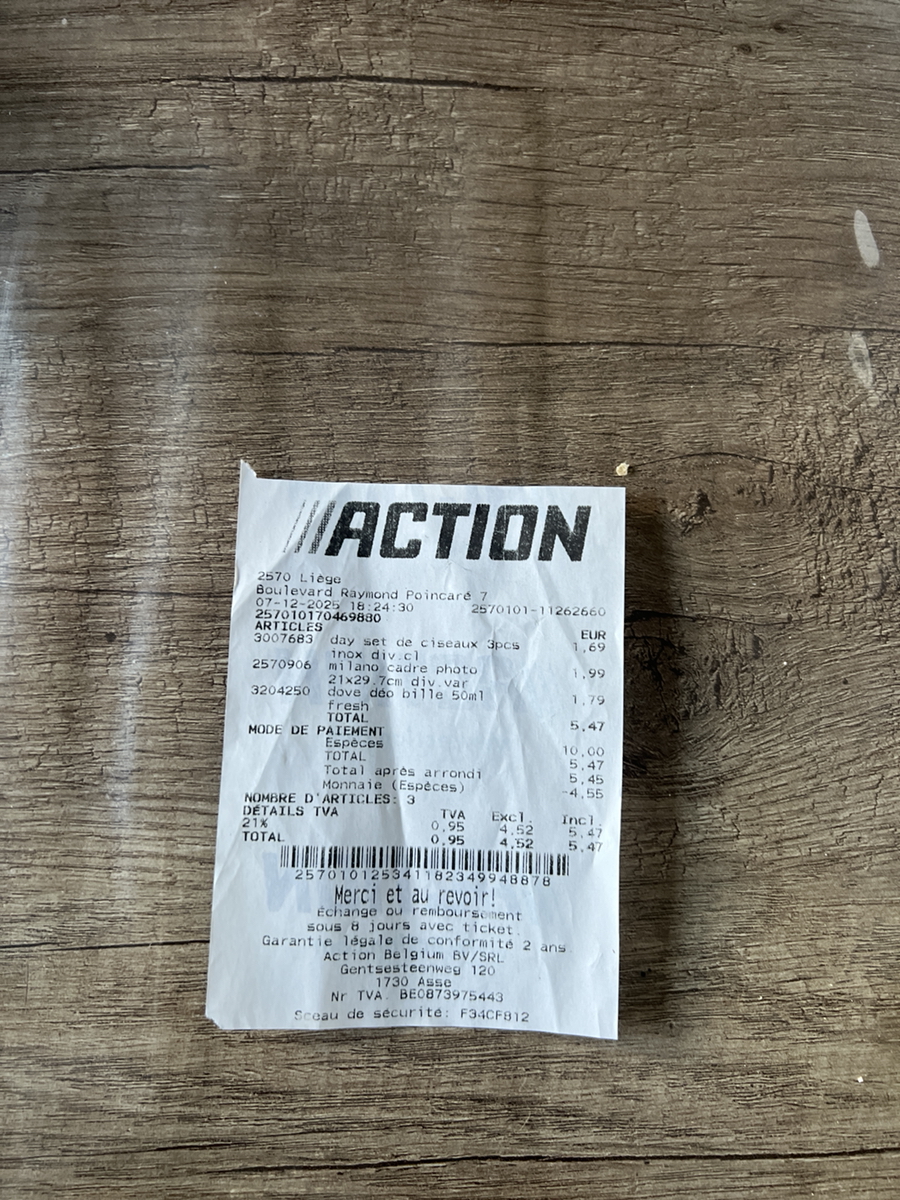 ACTION
2570 Liège
Boulevard Raymond Poincaré 7
07-12-2025 18:24:30 2570101-11262660
257010170469880
ARTICLES EUR
3007683 day set de ciseaux 3pcs 1,69
inox div.cl
2570906 milano cadre photo 1,99
21x29.7cm div.var
3204250 dove déo bille 50ml 1,79
fresh
TOTAL 5,47
MODE DE PAIEMENT
Espèces 10,00
TOTAL 5,47
Total après arrondi 5,45
Monnaie (Espèces) -4,55
NOMBRE D'ARTICLES: 3
DÉTAILS TVA TVA Excl. Incl.
21% 0,95 4,52 5,47
TOTAL 0,95 4,52 5,47
257010125341182349948878
Merci et au revoir!
Échange ou remboursement
sous 8 jours avec ticket.
Garantie légale de conformité 2 ans
Action Belgium BV/SRL
Gentsesteenweg 120
1730 Asse
Nr TVA. BE0873975443
Sceau de sécurité: F34CF812